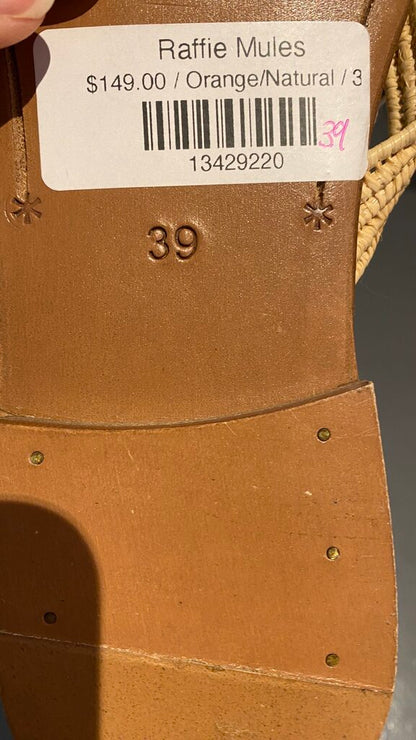 Raffie Mules
$149.00 / Orange/Natural / 3
39
13429220
39